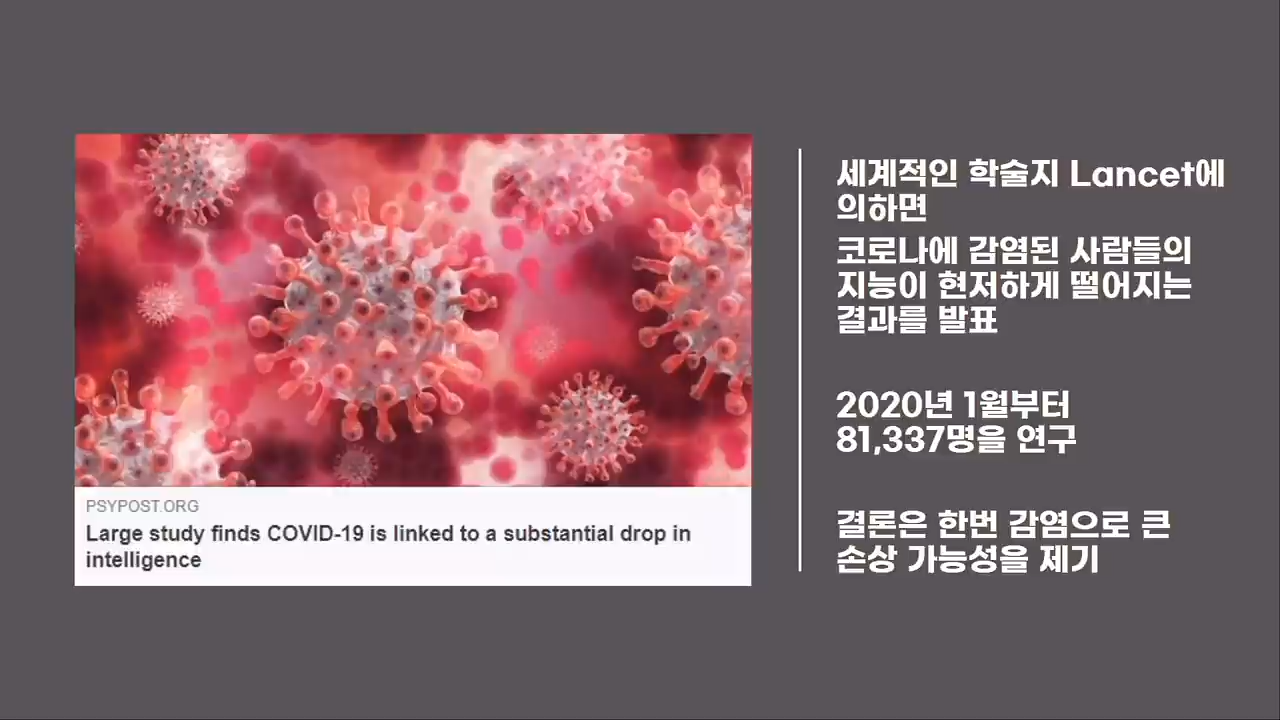 PSYPOST.ORG
Large study finds COVID-19 is linked to a substantial drop in
intelligence
세계적인 학술지 Lancet에
의하면
코로나에 감염된 사람들의
지능이 현저하게 떨어지는
결과를 발표
2020년 1월부터
81,337명을 연구
결론은 한번 감염으로 큰
손상 가능성을 제기